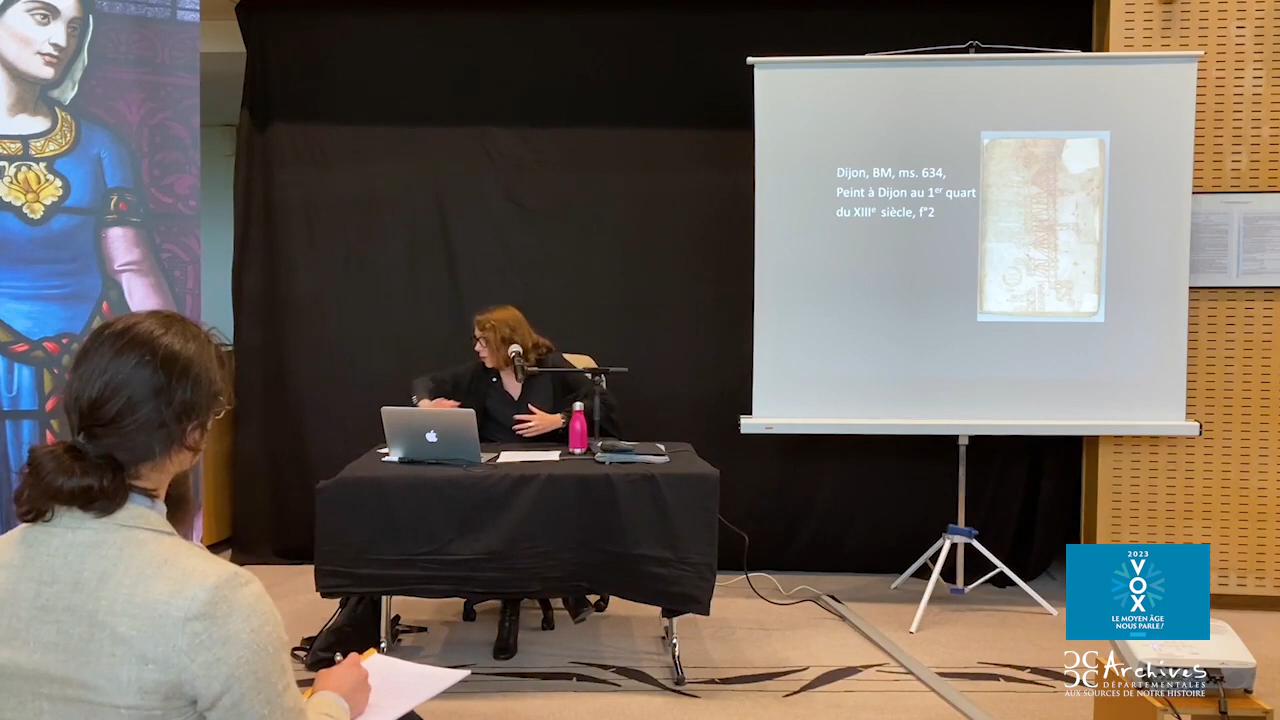 Dijon, BM, ms. 634,
Peint à Dijon au 1er quart
du XIIIe siècle, f°2
2023
VOX
LE MOYEN ÂGE
NOUS PARLE!
Archives
DÉPARTEMENTALES
AUX SOURCES DE NOTRE HISTOIRE